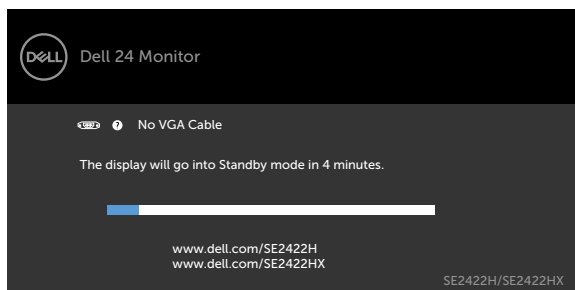 DELL
Dell 24 Monitor
? No VGA Cable
The display will go into Standby mode in 4 minutes.
www.dell.com/SE2422H
www.dell.com/SE2422HX
SE2422H/SE2422HX